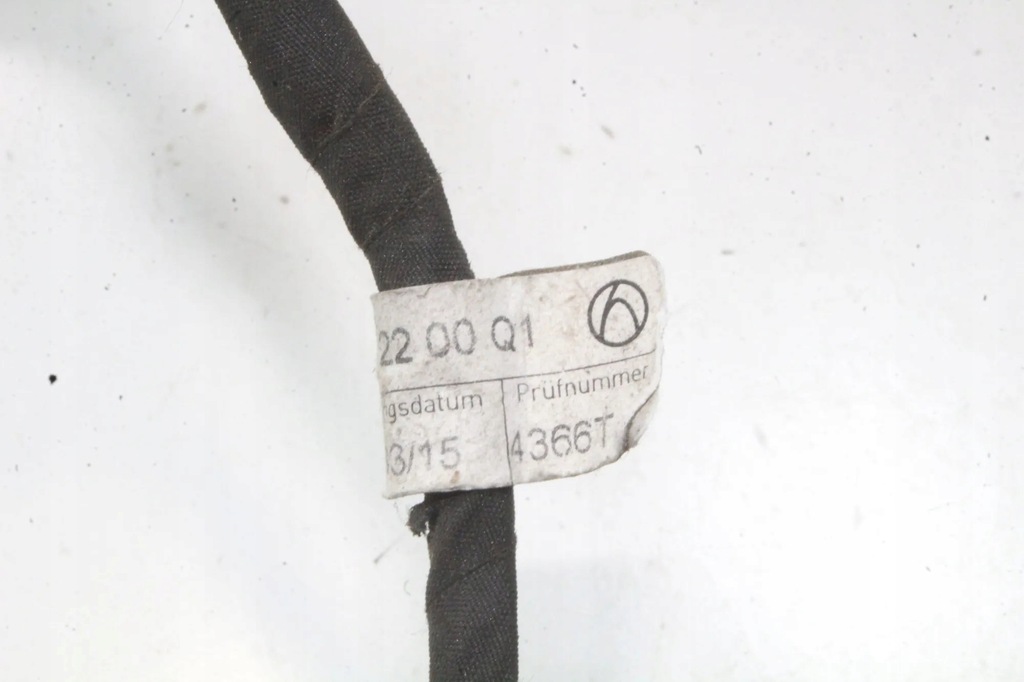 22 00 Q1
gsdatum Prüfnummer
3/15 4366T